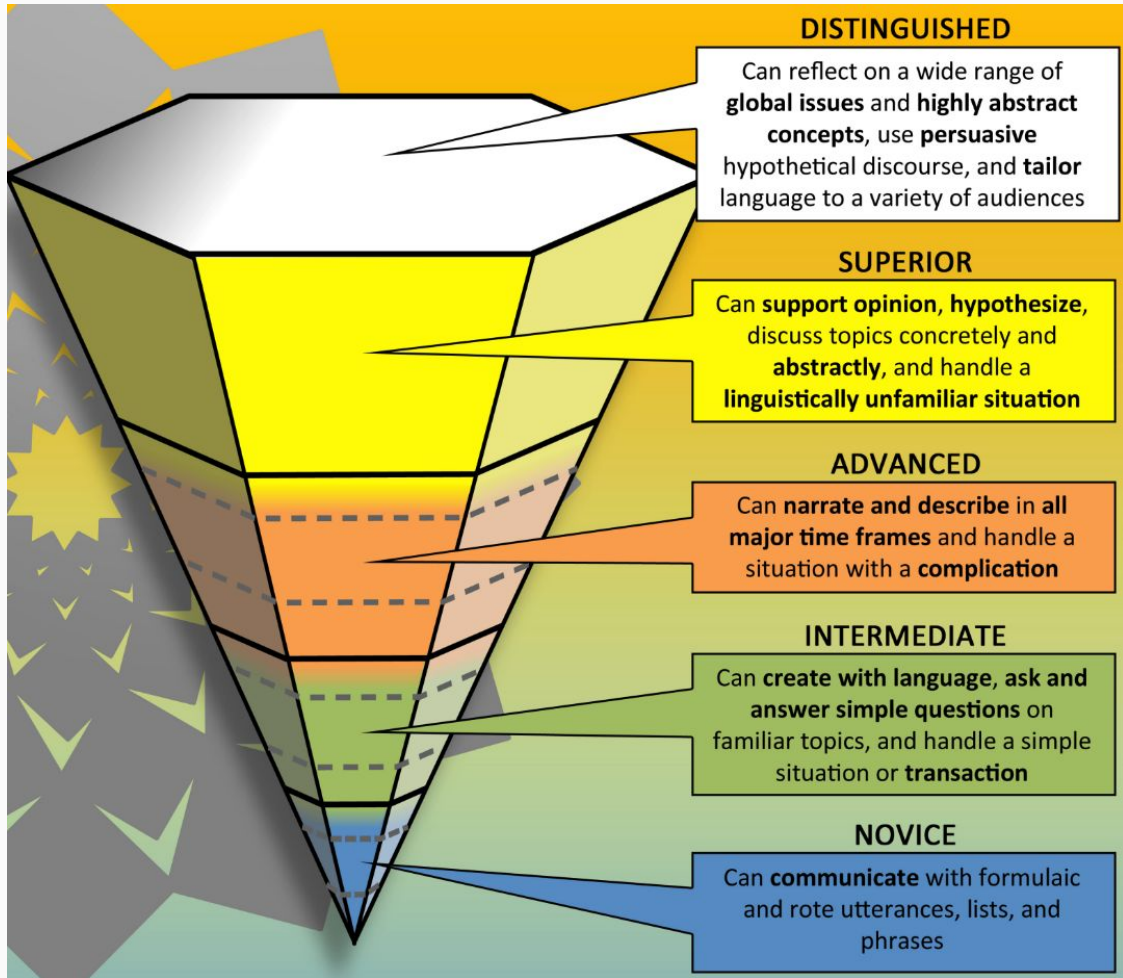 DISTINGUISHED
Can reflect on a wide range of
global issues and highly abstract
concepts, use persuasive
hypothetical discourse, and tailor
language to a variety of audiences
SUPERIOR
Can support opinion, hypothesize,
discuss topics concretely and
abstractly, and handle a
linguistically unfamiliar situation
ADVANCED
Can narrate and describe in all
major time frames and handle a
situation with a complication
INTERMEDIATE
Can create with language, ask and
answer simple questions on
familiar topics, and handle a simple
situation or transaction
NOVICE
Can communicate with formulaic
and rote utterances, lists, and
phrases